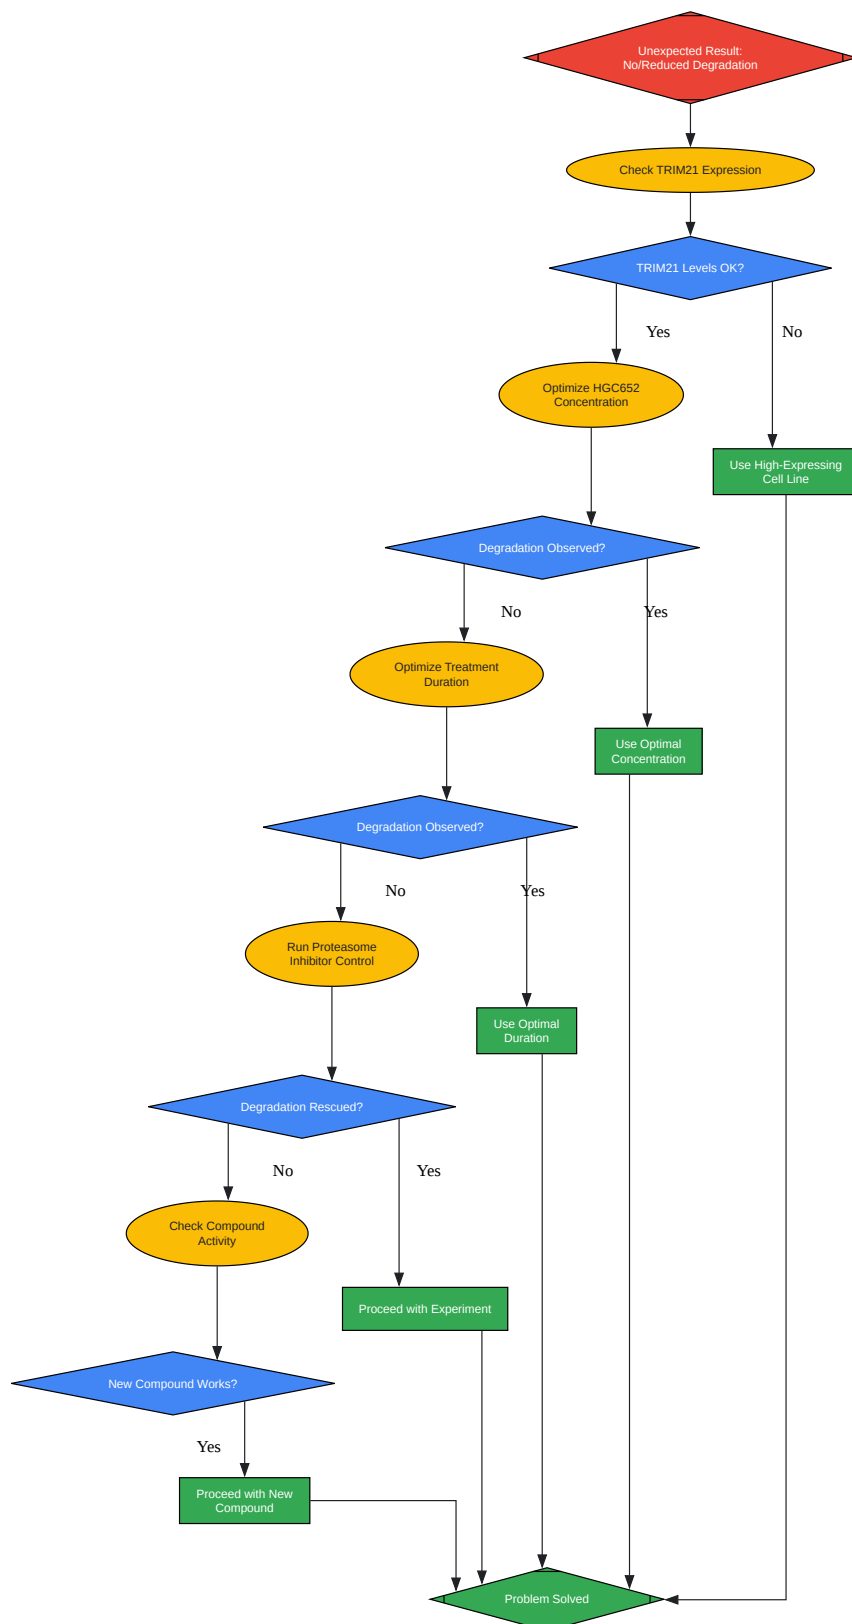 Unexpected Result:
No/Reduced Degradation
Check TRIM21 Expression
TRIM21 Levels OK?
Yes
No
Optimize HGC652
Concentration
Use High-Expressing
Cell Line
Degradation Observed?
No
Yes
Optimize Treatment
Duration
Use Optimal
Concentration
Degradation Observed?
No
Yes
Run Proteasome
Inhibitor Control
Use Optimal
Duration
Degradation Rescued?
No
Yes
Check Compound
Activity
Proceed with Experiment
New Compound Works?
Yes
Proceed with New
Compound
Problem Solved